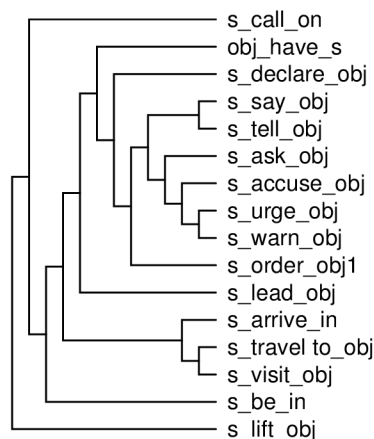 s_call_on
obj_have_s
s_declare_obj
s_say_obj
s_tell_obj
s_ask_obj
s_accuse_obj
s_urge_obj
s_warn_obj
s_order_obj1
s_lead_obj
s_arrive_in
s_travel to_obj
s_visit_obj
s_be_in
s_lift_obj